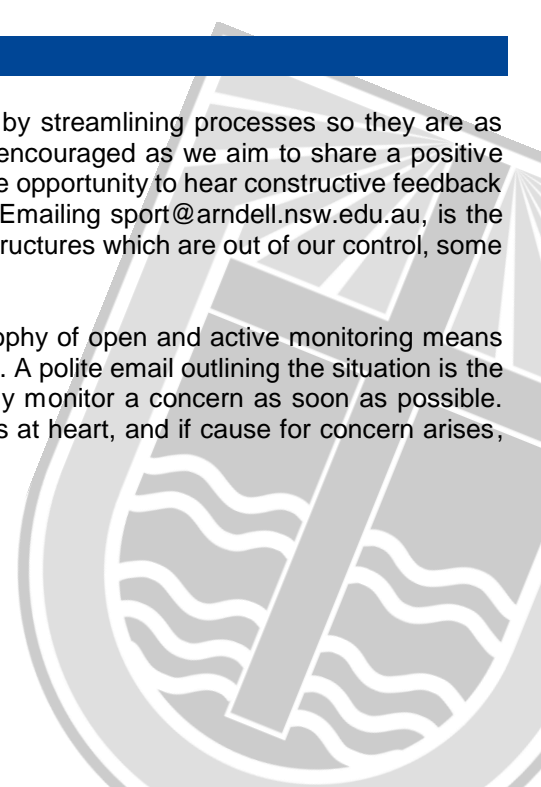 by streamlining processes so they are as
encouraged as we aim to share a positive
e opportunity to hear constructive feedback
Emailing sport@arndell.nsw.edu.au, is the
tructures which are out of our control, some
ophy of open and active monitoring means
. A polite email outlining the situation is the
y monitor a concern as soon as possible.
s at heart, and if cause for concern arises,